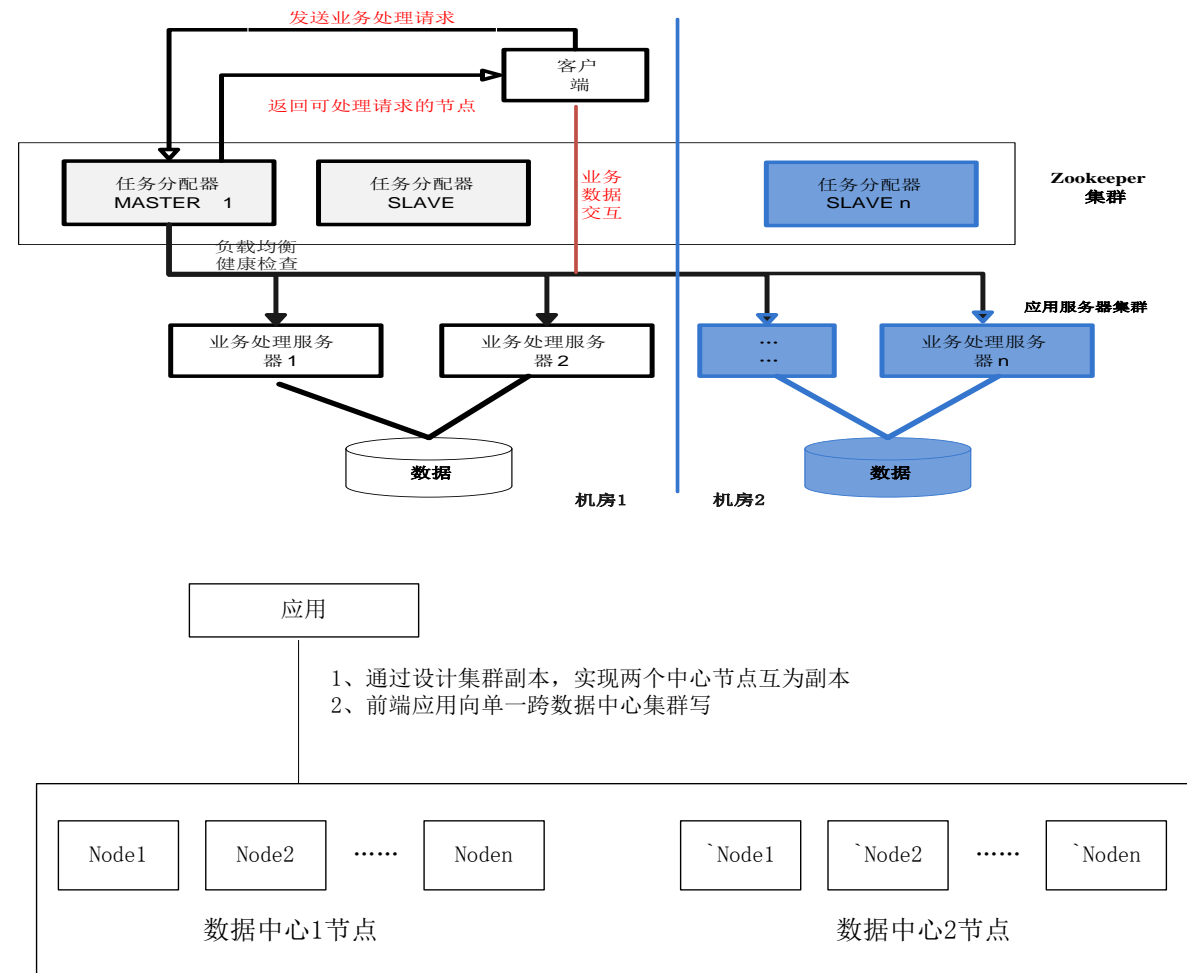 发送业务处理请求
客户
端
返回可处理请求的节点
任务分配器
MASTER 1
任务分配器
SLAVE
业务
数据
交互
任务分配器
SLAVE n
Zookeeper
集群
负载均衡
健康检查
应用服务器集群
业务处理服务
器1
业务处理服务
器2
…
…
业务处理服务
器n
数据
数据
机房1
机房2
应用
1、通过设计集群副本，实现两个中心节点互为副本
2、前端应用向单一跨数据中心集群写
Node1
Node2
……
Noden
`Node1
`Node2
……
`Noden
数据中心1节点
数据中心2节点